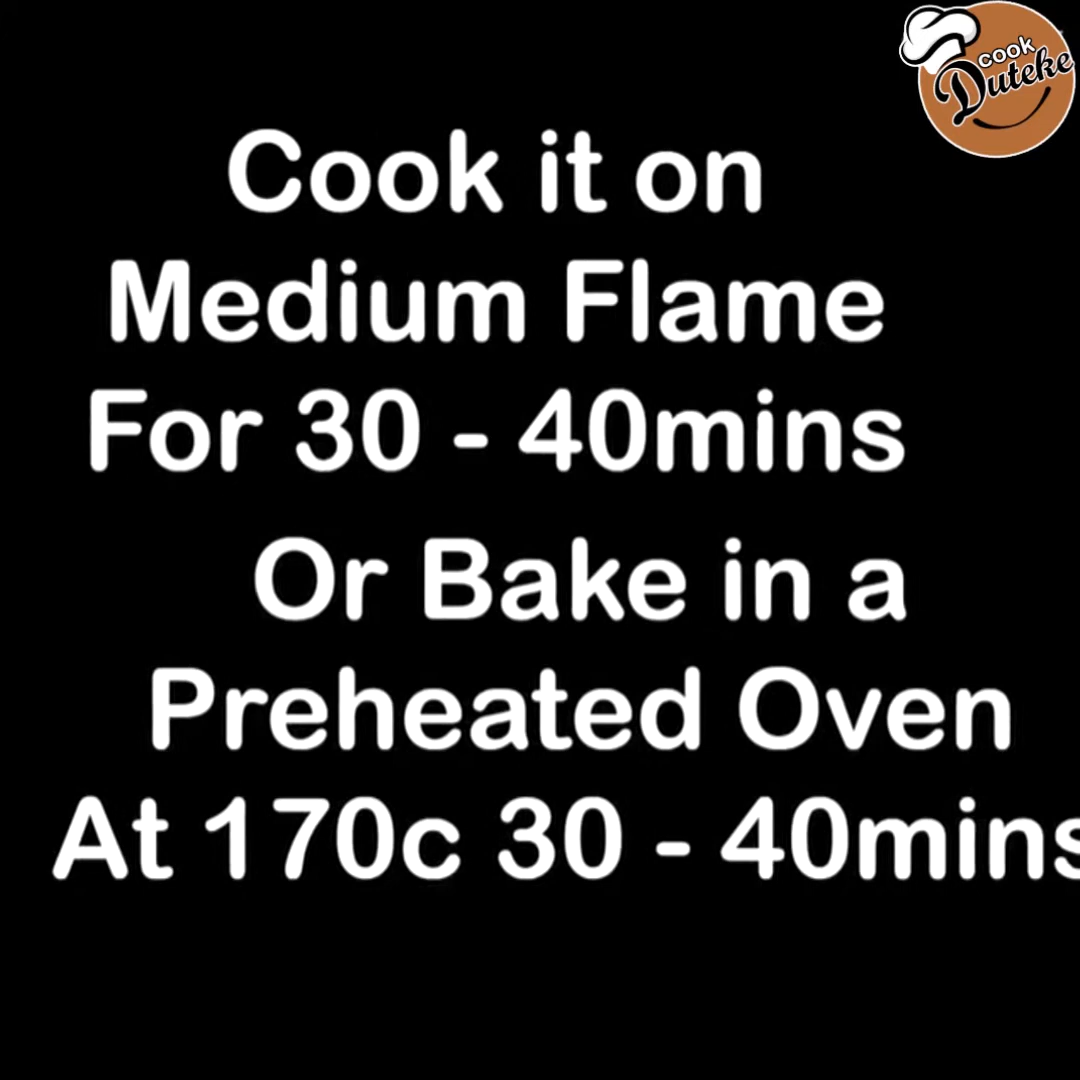 cook
Duteke
Cook it on
Medium Flame
For 30 - 40mins
Or Bake in a
Preheated Oven
At 170c 30 - 40mins